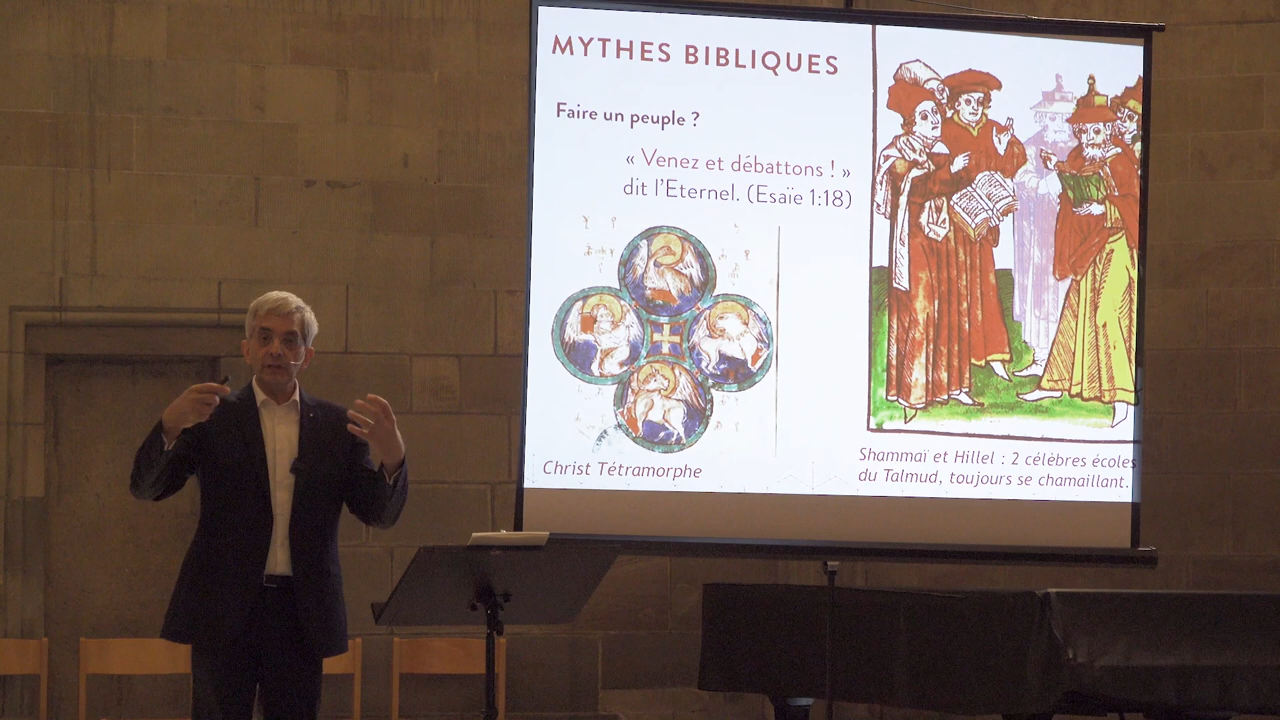 MYTHES BIBLIQUES
Faire un peuple ?
« Venez et débattons ! »
dit l'Eternel. (Esaïe 1:18)
Christ Tétramorphe
Shammaï et Hillel : 2 célèbres écoles
du Talmud, toujours se chamaillant.